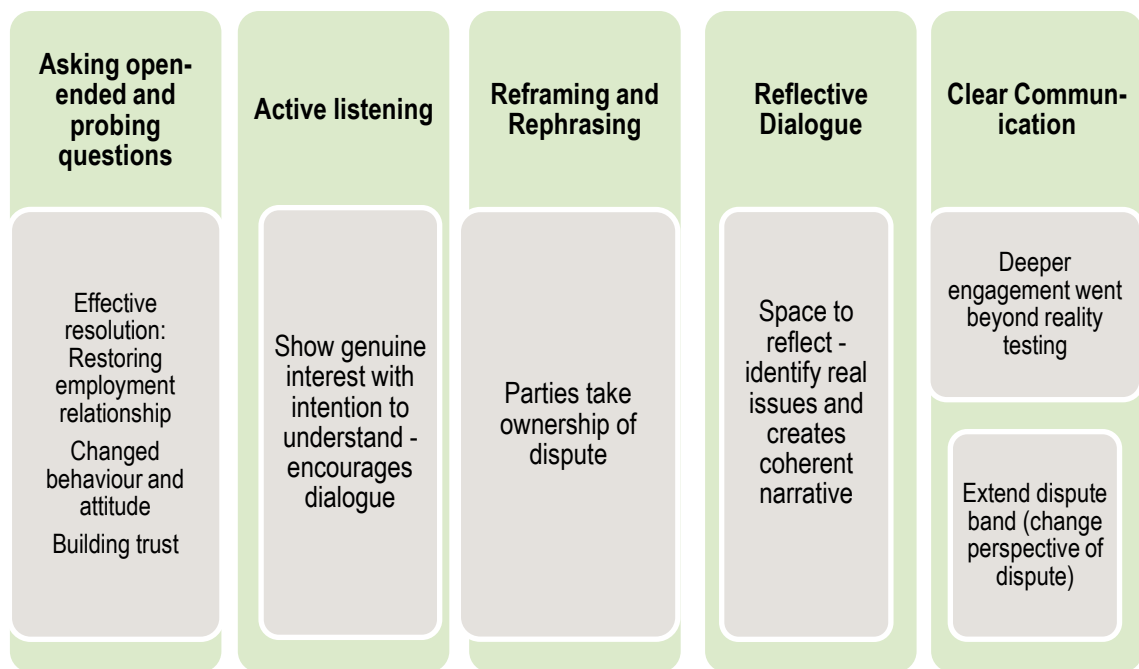 Asking open-
ended and
probing
questions
Effective
resolution:
Restoring
employment
relationship
Changed
behaviour and
attitude
Building trust
Active listening
Show genuine
interest with
intention to
understand -
encourages
dialogue
Reframing and
Rephrasing
Parties take
ownership of
dispute
Reflective
Dialogue
Space to
reflect -
identify real
issues and
creates
coherent
narrative
Clear Commun-
ication
Deeper
engagement went
beyond reality
testing
Extend dispute
band (change
perspective of
dispute)